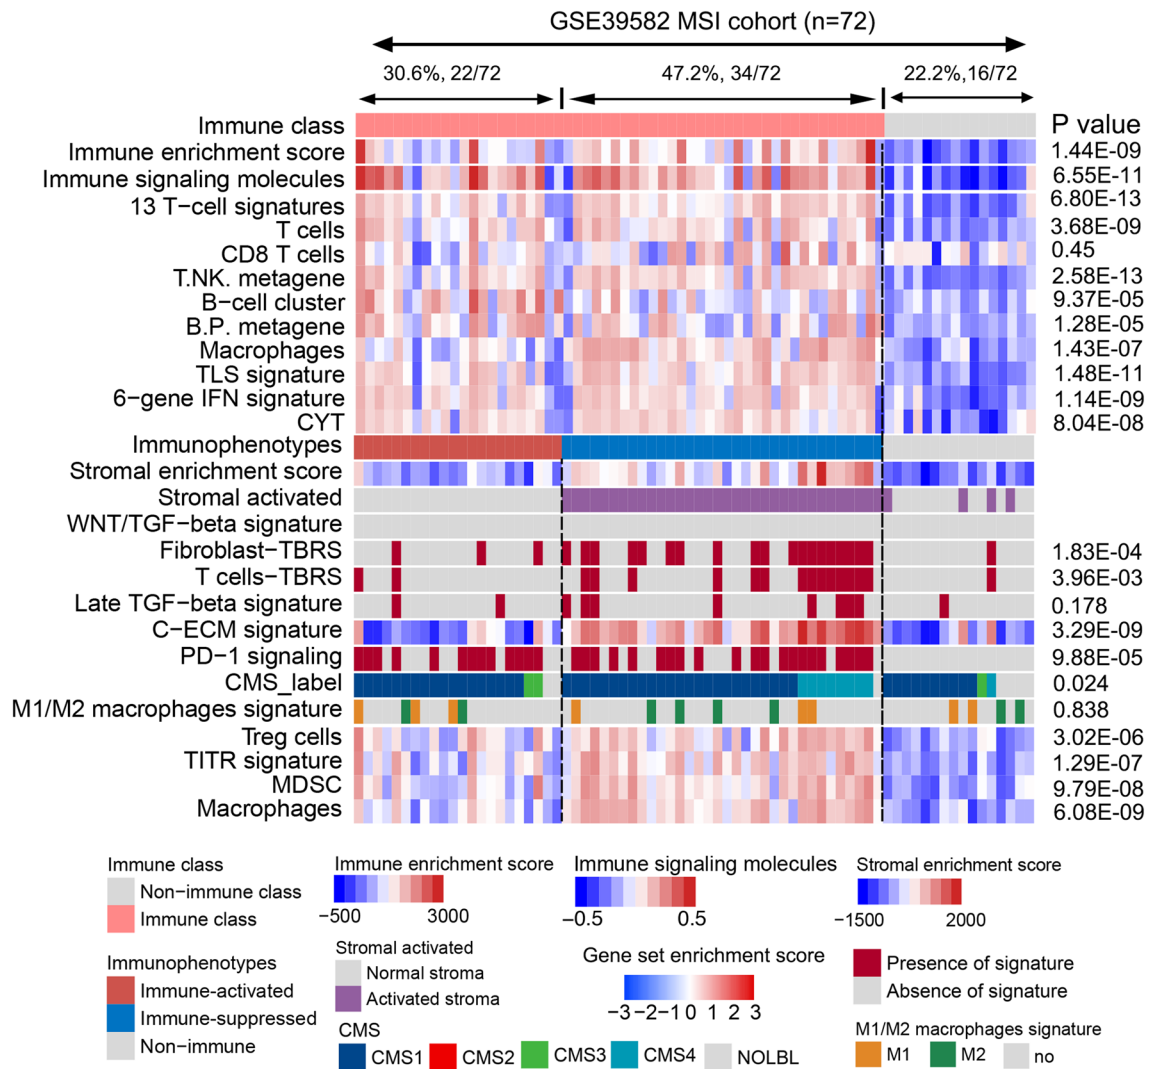 GSE39582 MSI cohort (n=72)
30.6%, 22/72 47.2%, 34/72 22.2%,16/72
Immune class P value
Immune enrichment score 1.44E−09
Immune signaling molecules 6.55E−11
13 T−cell signatures 6.80E−13
T cells 3.68E−09
CD8 T cells 0.45
T.NK. metagene 2.58E−13
B−cell cluster 9.37E−05
B.P. metagene 1.28E−05
Macrophages 1.43E−07
TLS signature 1.48E−11
6−gene IFN signature 1.14E−09
CYT 8.04E−08
Immunophenotypes
Stromal enrichment score
Stromal activated
WNT/TGF−beta signature
Fibroblast−TBRS 1.83E−04
T cells−TBRS 3.96E−03
Late TGF−beta signature 0.178
C−ECM signature 3.29E−09
PD−1 signaling 9.88E−05
CMS_label 0.024
M1/M2 macrophages signature 0.838
Treg cells 3.02E−06
TITR signature 1.29E−07
MDSC 9.79E−08
Macrophages 6.08E−09
Immune class
Non−immune class
Immune class
Immunophenotypes
Immune-activated
Immune-suppressed
Non−immune
Immune enrichment score
−500 3000
Stromal activated
Normal stroma
Activated stroma
CMS
CMS1 CMS2 CMS3 CMS4 NOLBL
Immune signaling molecules
−0.5 0.5
Gene set enrichment score
−3 −2 −1 0 1 2 3
Stromal enrichment score
−1500 2000
Presence of signature
Absence of signature
M1/M2 macrophages signature
M1 M2 no